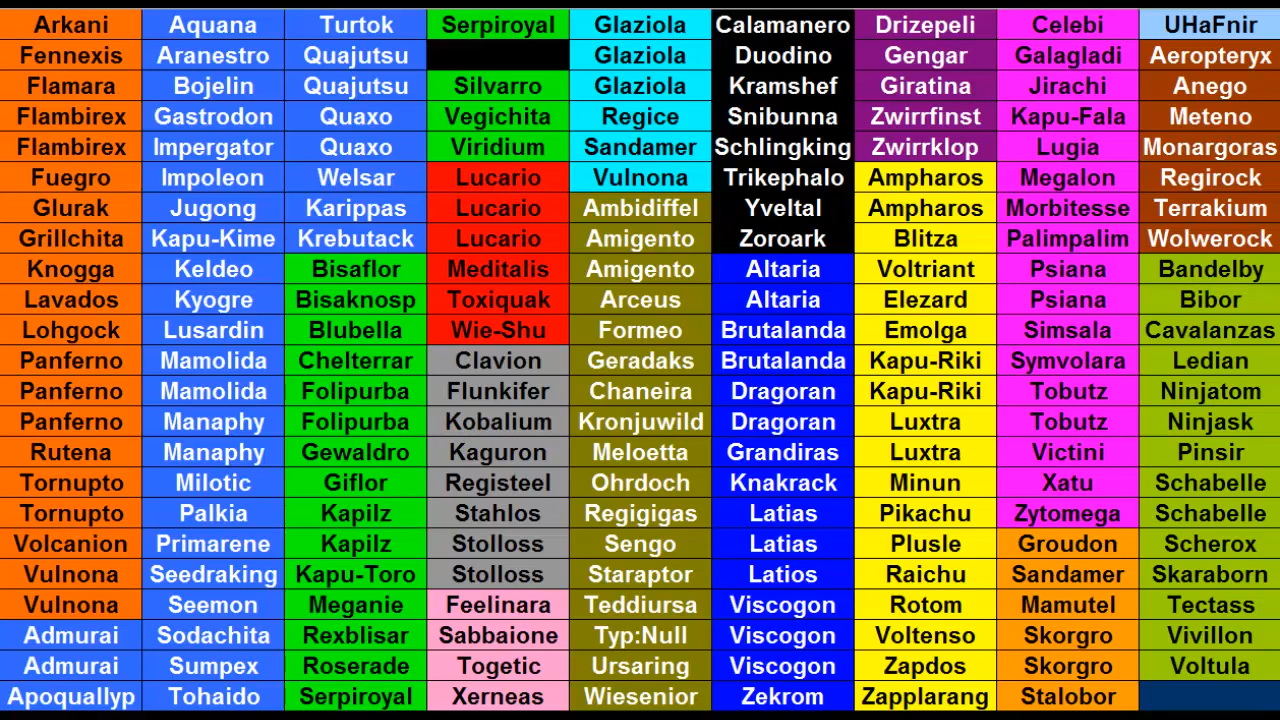 Arkani Aquana Turtok Serpiroyal Glaziola Calamanero Drizepeli Celebi UHaFnir
Fennexis Aranestro Quajutsu Glaziola Duodino Gengar Galagladi Aeropteryx
Flamara Bojelin Quajutsu Silvarro Glaziola Kramshef Giratina Jirachi Anego
Flambirex Gastrodon Quaxo Vegichita Regice Snibunna Zwirrfinst Kapu-Fala Meteno
Flambirex Impergator Quaxo Viridium Sandamer Schlingking Zwirrklop Lugia Monargoras
Fuegro Impoleon Welsar Lucario Vulnona Trikephalo Ampharos Megalon Regirock
Glurak Jugong Karippas Lucario Ambidiffel Yveltal Ampharos Morbitesse Terrakium
Grillchita Kapu-Kime Krebutack Lucario Amigento Zoroark Blitza Palimpalim Wolwerock
Knogga Keldeo Bisaflor Meditalis Amigento Altaria Voltriant Psiana Bandelby
Lavados Kyogre Bisaknosp Toxiquak Arceus Altaria Elezard Psiana Bibor
Lohgock Lusardin Blubella Wie-Shu Formeo Brutalanda Emolga Simsala Cavalanzas
Panferno Mamolida Chelterrar Clavion Geradaks Brutalanda Kapu-Riki Symvolara Ledian
Panferno Mamolida Folipurba Flunkifer Chaneira Dragoran Kapu-Riki Tobutz Ninjatom
Panferno Manaphy Folipurba Kobalium Kronjuwild Dragoran Luxtra Tobutz Ninjask
Rutena Manaphy Gewaldro Kaguron Meloetta Grandiras Luxtra Victini Pinsir
Tornupto Milotic Giflor Registeel Ohrdoch Knakrack Minun Xatu Schabelle
Tornupto Palkia Kapilz Stahlos Regigigas Latias Pikachu Zytomega Schabelle
Volcanion Primarene Kapilz Stolloss Sengo Latias Plusle Groudon Scherox
Vulnona Seedraking Kapu-Toro Stolloss Staraptor Latios Raichu Sandamer Skaraborn
Vulnona Seemon Meganie Feelinara Teddiursa Viscogon Rotom Mamutel Tectass
Admurai Sodachita Rexblisar Sabbaione Typ:Null Viscogon Voltenso Skorgro Vivillon
Admurai Sumpex Roserade Togetic Ursaring Viscogon Zapdos Skorgro Voltula
Apoquallyp Tohaido Serpiroyal Xerneas Wiesenior Zekrom Zapplarang Stalobor